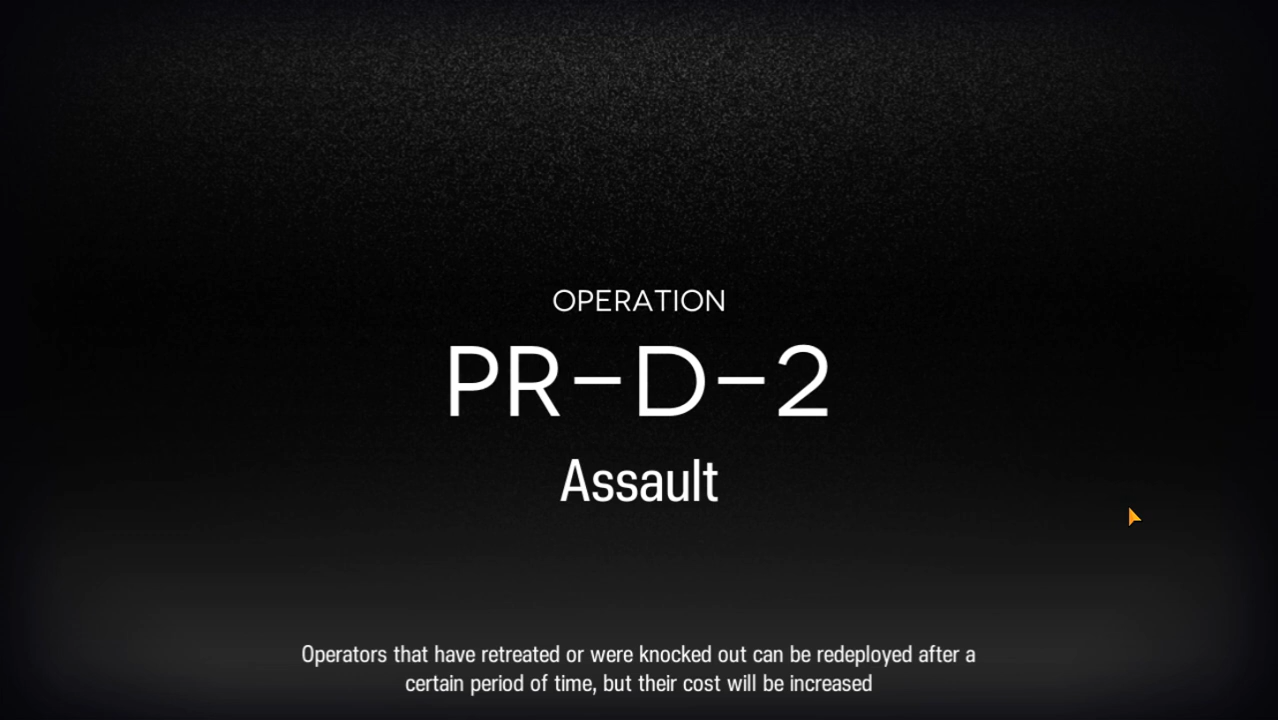 OPERATION
PR-D-2
Assault
Operators that have retreated or were knocked out can be redeployed after a
certain period of time, but their cost will be increased